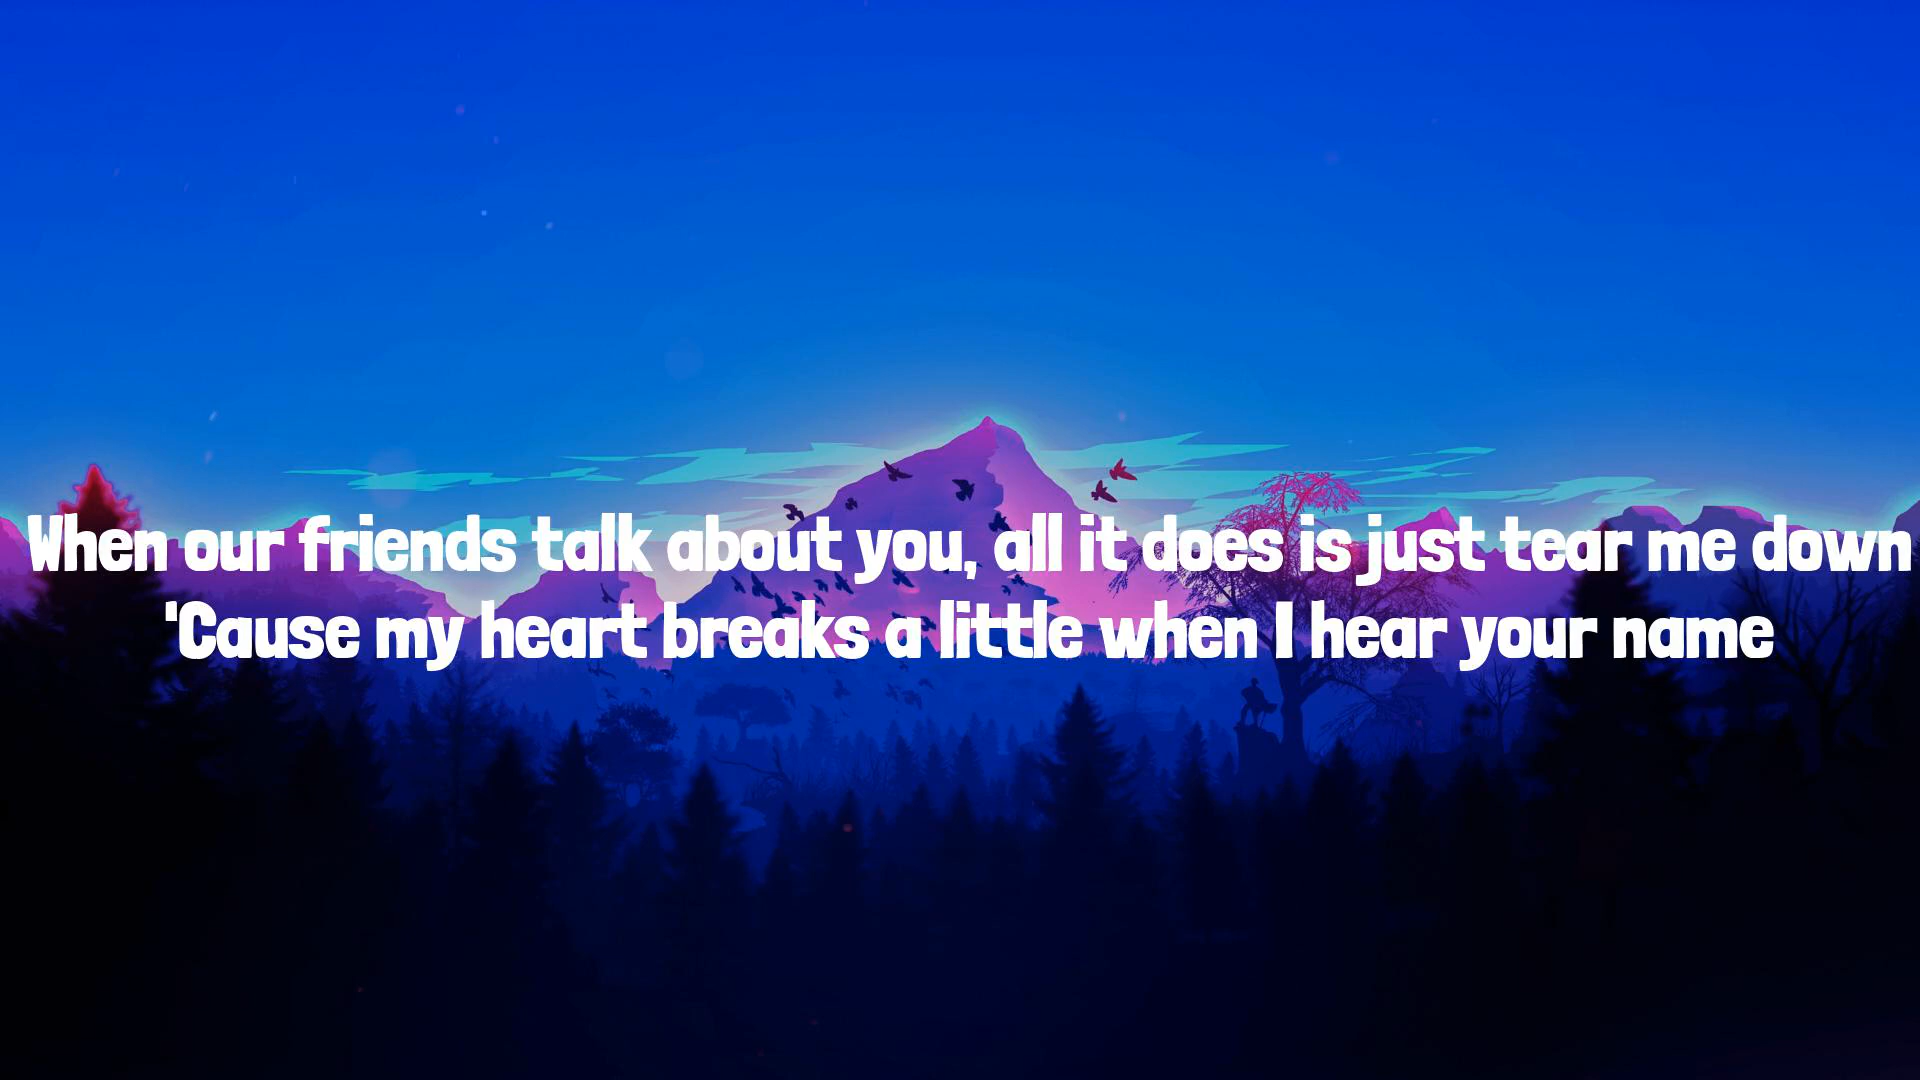 When our friends talk about you, all it does is just tear me down
'Cause my heart breaks a little when I hear your name